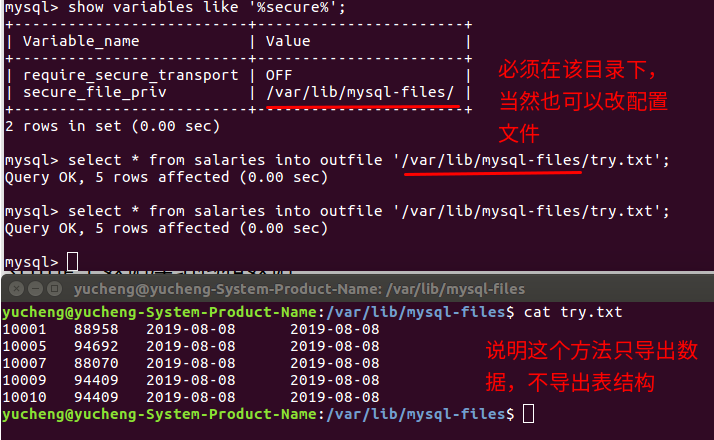 mysql> show variables like '%secure%';
+--------------------------+-----------------------+
| Variable_name            | Value                 |
+--------------------------+-----------------------+
| require_secure_transport | OFF                   |
| secure_file_priv         | /var/lib/mysql-files/ |
+--------------------------+-----------------------+
2 rows in set (0.00 sec)
必须在该目录下,
当然也可以改配置
文件
mysql> select * from salaries into outfile '/var/lib/mysql-files/try.txt';
Query OK, 5 rows affected (0.00 sec)
mysql> select * from salaries into outfile '/var/lib/mysql-files/try.txt';
Query OK, 5 rows affected (0.00 sec)
mysql>
yucheng@yucheng-System-Product-Name: /var/lib/mysql-files
yucheng@yucheng-System-Product-Name:/var/lib/mysql-files$ cat try.txt
10001   88958   2019-08-08      2019-08-08
10005   94692   2019-08-08      2019-08-08
10007   88070   2019-08-08      2019-08-08
10009   94409   2019-08-08      2019-08-08
10010   94409   2019-08-08      2019-08-08
yucheng@yucheng-System-Product-Name:/var/lib/mysql-files$
说明这个方法只导出数
据，不导出表结构